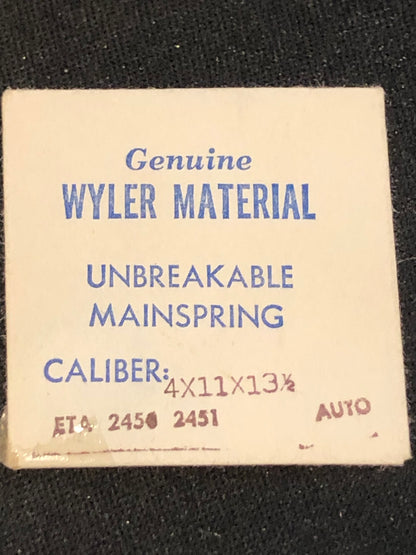 Genuine
WYLER MATERIAL
UNBREAKABLE
MAINSPRING
CALIBER: 4X11X13½
ETA 2450 2451 AUTO